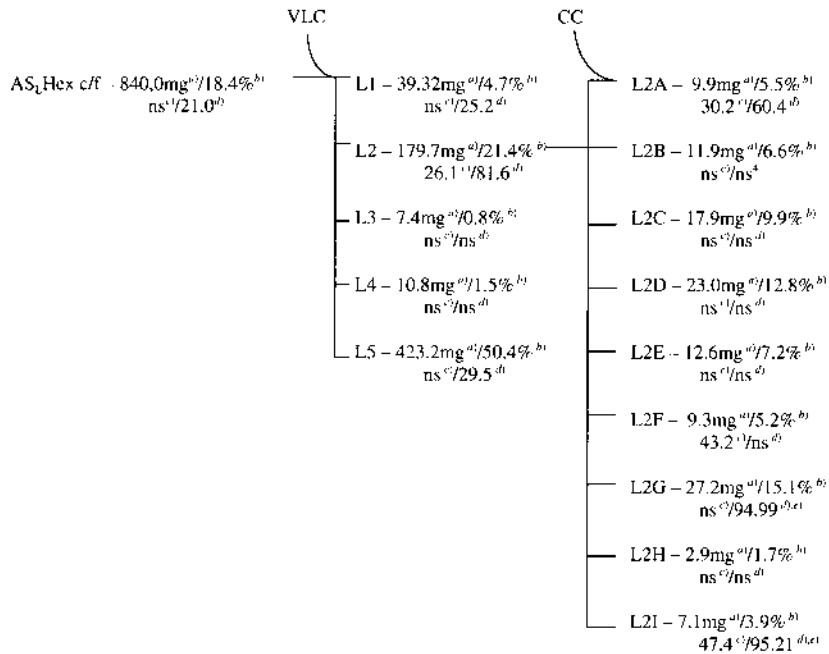 VLC
CC
AS₁Hex c/f - 840,0mg a)/18.4% b)
ns c)/21.0 d)
L1 – 39.32mg a)/4.7% b)
ns c)/25.2 d)
L2 – 179.7mg a)/21.4% b)
26.1 c)/81.6 d)
L3 – 7.4mg a)/0.8% b)
ns c)/ns d)
L4 – 10.8mg a)/1.5% b)
ns c)/ns d)
L5 – 423.2mg a)/50.4% b)
ns c)/29.5 d)
L2A – 9.9mg a)/5.5% b)
30.2 c)/60.4 d)
L2B – 11.9mg a)/6.6% b)
ns c)/ns 4
L2C – 17.9mg a)/9.9% b)
ns c)/ns d)
L2D – 23.0mg a)/12.8% b)
ns c)/ns d)
L2E – 12.6mg a)/7.2% b)
ns c)/ns d)
L2F – 9.3mg a)/5.2% b)
43.2 c)/ns d)
L2G – 27.2mg a)/15.1% b)
ns c)/94.99 d),e)
L2H – 2.9mg a)/1.7% b)
ns c)/ns d)
L2I – 7.1mg a)/3.9% b)
47.4 c)/95.21 d),e)